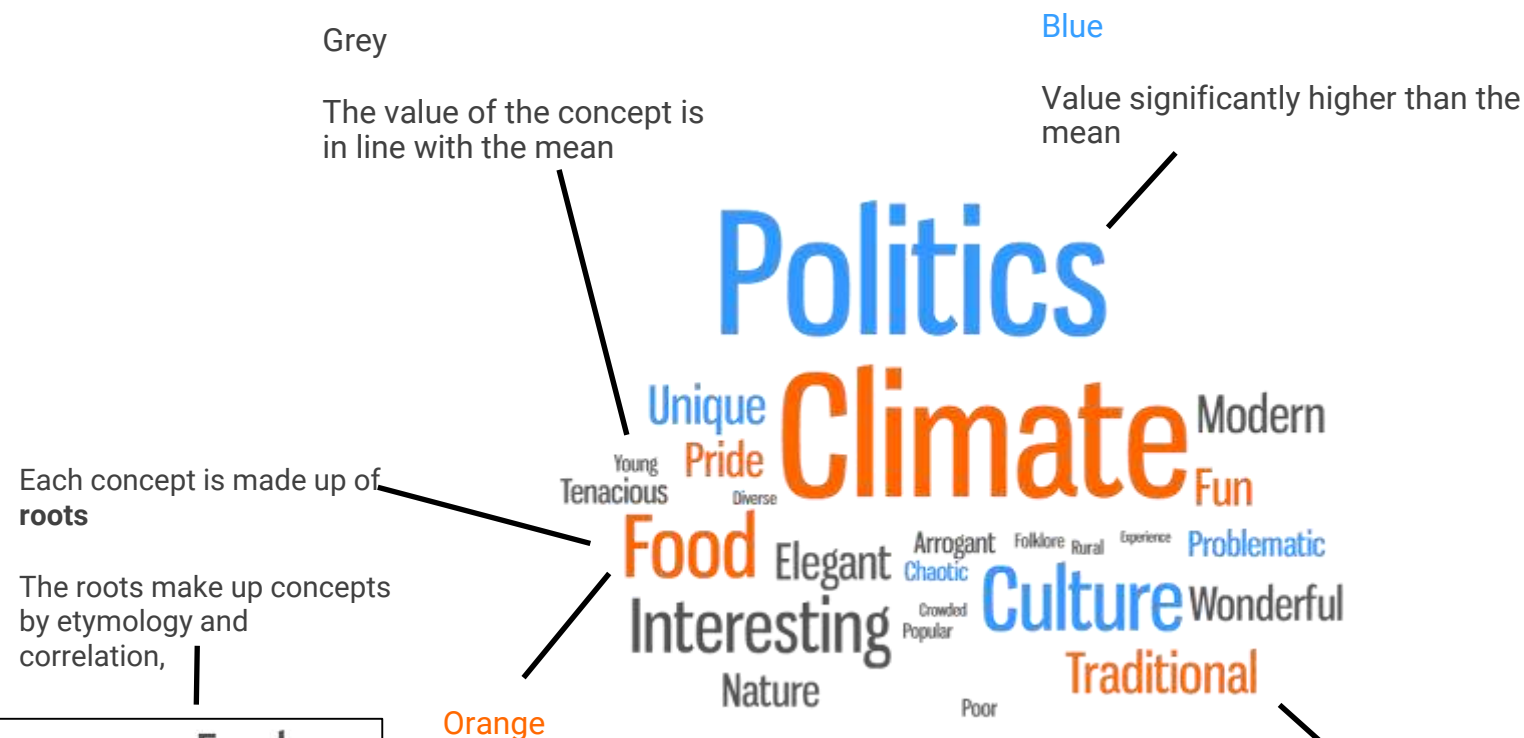 Grey
The value of the concept is
in line with the mean
Blue
Value significantly higher than the
mean
Politics
Climate
Unique
Modern
Young
Pride
Tenacious
Diverse
Fun
Food
Elegant
Arrogant
Folklore
Rural
Experience
Problematic
Chaotic
Culture
Wonderful
Interesting
Crowded
Popular
Traditional
Nature
Poor
Each concept is made up of
roots
The roots make up concepts
by etymology and
correlation,
Orange